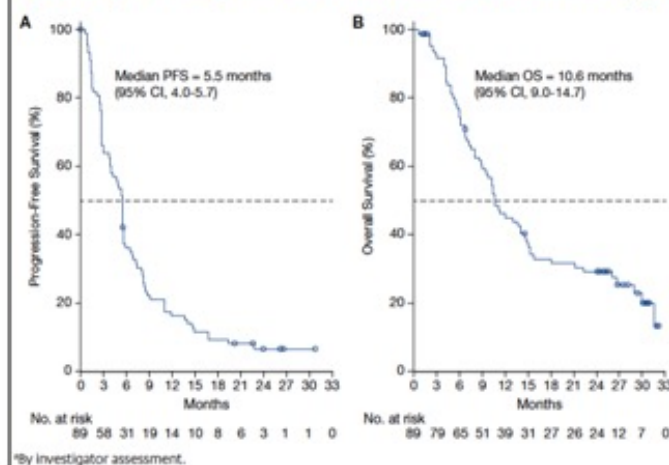 A
Progression-Free Survival (%)
100
80
60
40
20
0
Median PFS = 5.5 months
(95% CI, 4.0-5.7)
0 3 6 9 12 15 18 21 24 27 30 33
Months
No. at risk
89 58 31 19 14 10 8 6 3 1 1 0
B
Overall Survival (%)
100
80
60
40
20
0
Median OS = 10.6 months
(95% CI, 9.0-14.7)
0 3 6 9 12 15 18 21 24 27 30 33
Months
No. at risk
89 79 65 51 39 31 27 26 24 12 7 0
ᵃBy investigator assessment.